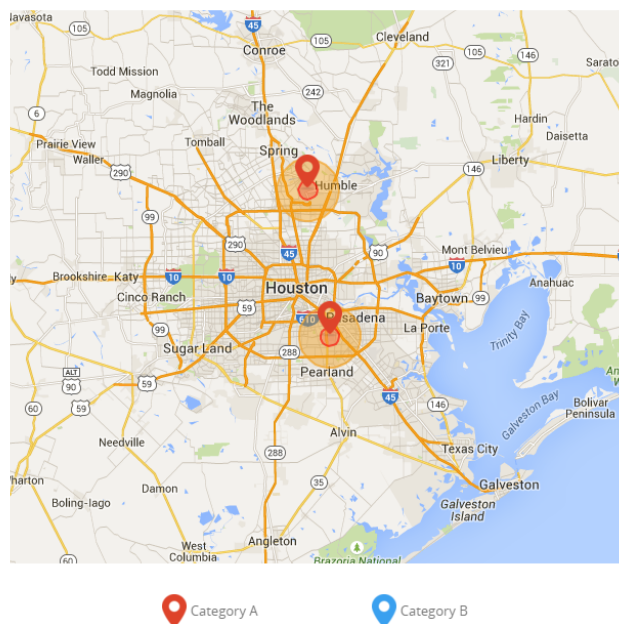 Navasota
105
45
Conroe
105
Cleveland
321
Todd Mission
Magnolia
242
6
The
Woodlands
Hardin
Daisetta
Prairie View
Waller
Tomball
Spring
Liberty
290
249
Humble
146
146
99
290
45
90
Mont Belvieu
10
Brookshire
Katy
10
10
Anahuac
Cinco Ranch
59
Houston
Baytown
99
99
610
La Porte
Trinity Bay
Sugar Land
288
ALT
90
59
Pearland
45
146
Galveston Bay
Bolivar
Peninsula
60
59
Needville
Alvin
Texas City
288
35
Damon
Galveston
Boling-Iago
Galveston
Island
West
Columbia
Angleton
60
Brazoria National
Category A
Category B